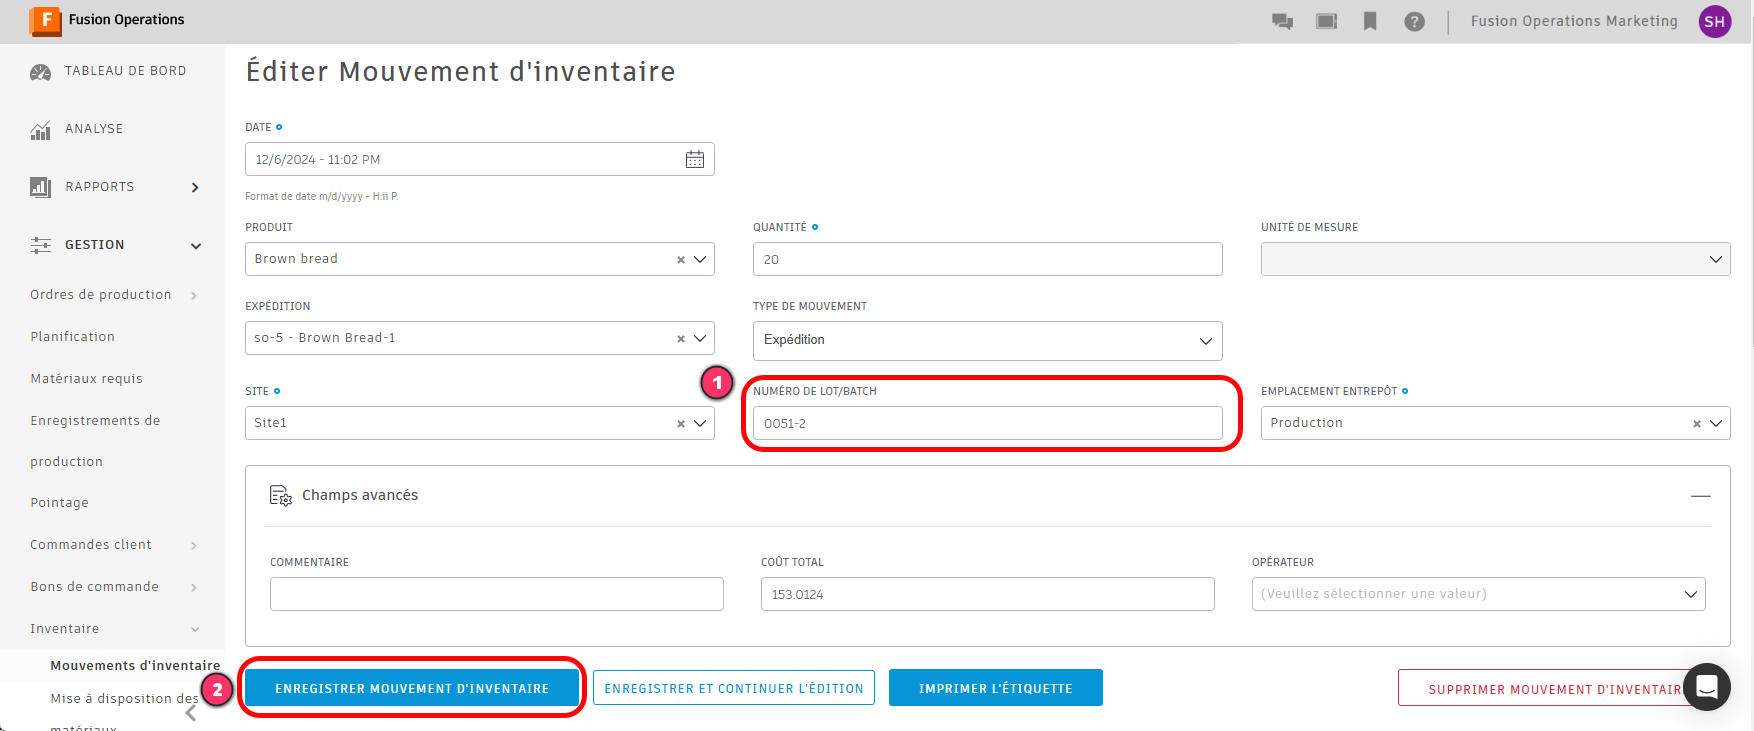 Fusion Operations
Fusion Operations Marketing
SH
TABLEAU DE BORD
ANALYSE
RAPPORTS
GESTION
Ordres de production
Planification
Matériaux requis
Enregistrements de
production
Pointage
Commandes client
Bons de commande
Inventaire
Mouvements d'inventaire
Mise à disposition des
matériaux
Éditer Mouvement d'inventaire
DATE
12/6/2024 - 11:02 PM
Format de date m/d/yyyy - H:ii P.
PRODUIT
QUANTITÉ
UNITÉ DE MESURE
Brown bread
20
EXPÉDITION
TYPE DE MOUVEMENT
so-5 - Brown Bread-1
Expédition
1
SITE
NUMÉRO DE LOT/BATCH
EMPLACEMENT ENTREPÔT
Site1
0051-2
Production
Champs avancés
COMMENTAIRE
COÛT TOTAL
OPÉRATEUR
153.0124
(Veuillez sélectionner une valeur)
2
ENREGISTRER MOUVEMENT D'INVENTAIRE
ENREGISTRER ET CONTINUER L'ÉDITION
IMPRIMER L'ÉTIQUETTE
SUPPRIMER MOUVEMENT D'INVENTAIR